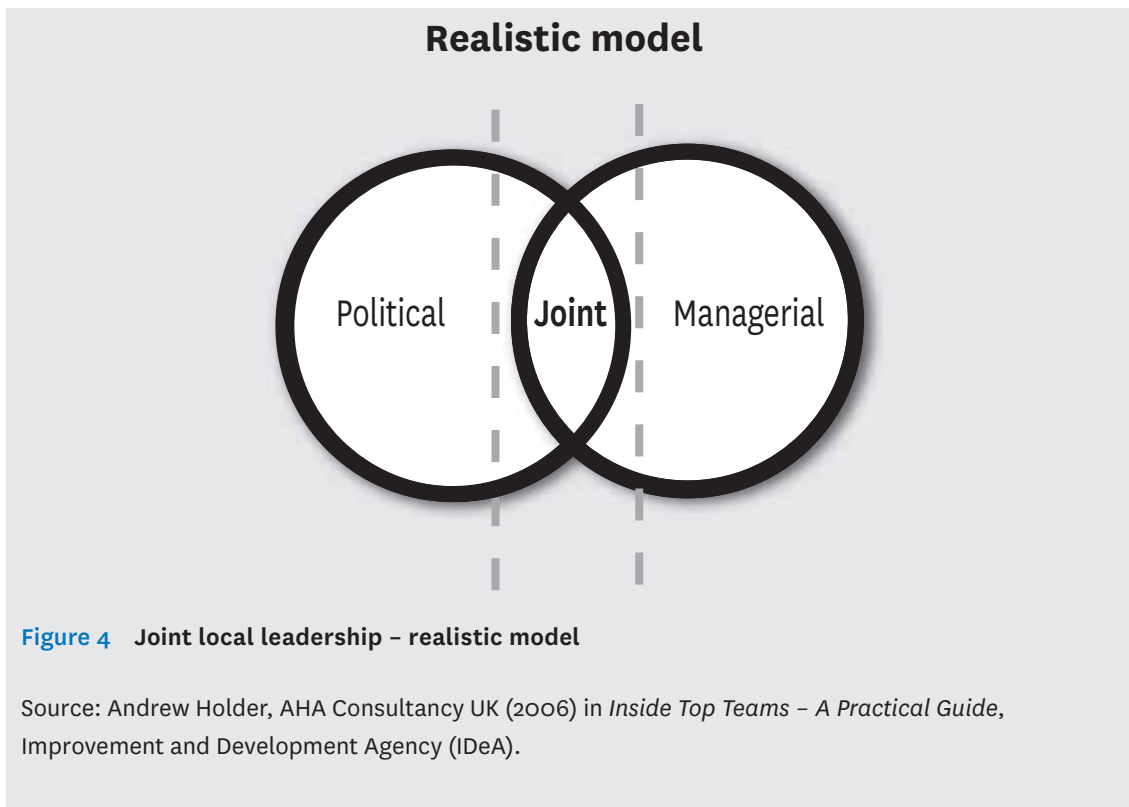 Realistic model
Political
Joint
Managerial
Figure 4 Joint local leadership – realistic model
Source: Andrew Holder, AHA Consultancy UK (2006) in Inside Top Teams – A Practical Guide,
Improvement and Development Agency (IDeA).